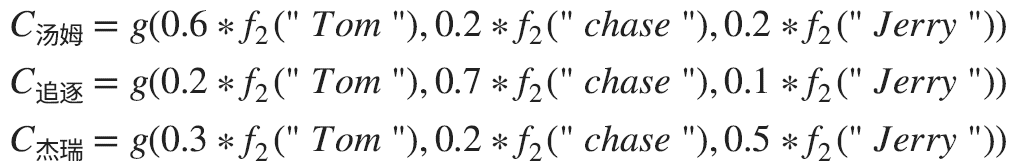 C汤姆 = g(0.6 * f2(" Tom "), 0.2 * f2(" chase "), 0.2 * f2(" Jerry "))
C追逐 = g(0.2 * f2(" Tom "), 0.7 * f2(" chase "), 0.1 * f2(" Jerry "))
C杰瑞 = g(0.3 * f2(" Tom "), 0.2 * f2(" chase "), 0.5 * f2(" Jerry "))